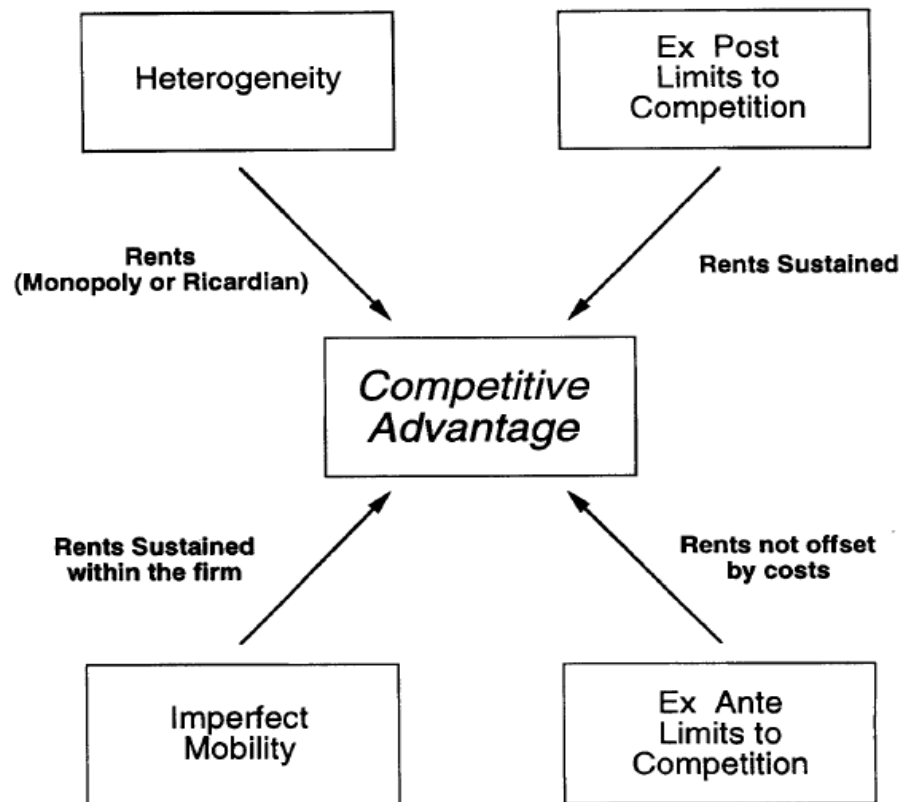 Heterogeneity
Ex Post
Limits to
Competition
Rents
(Monopoly or Ricardian)
Rents Sustained
Competitive
Advantage
Rents Sustained
within the firm
Rents not offset
by costs
Imperfect
Mobility
Ex Ante
Limits to
Competition